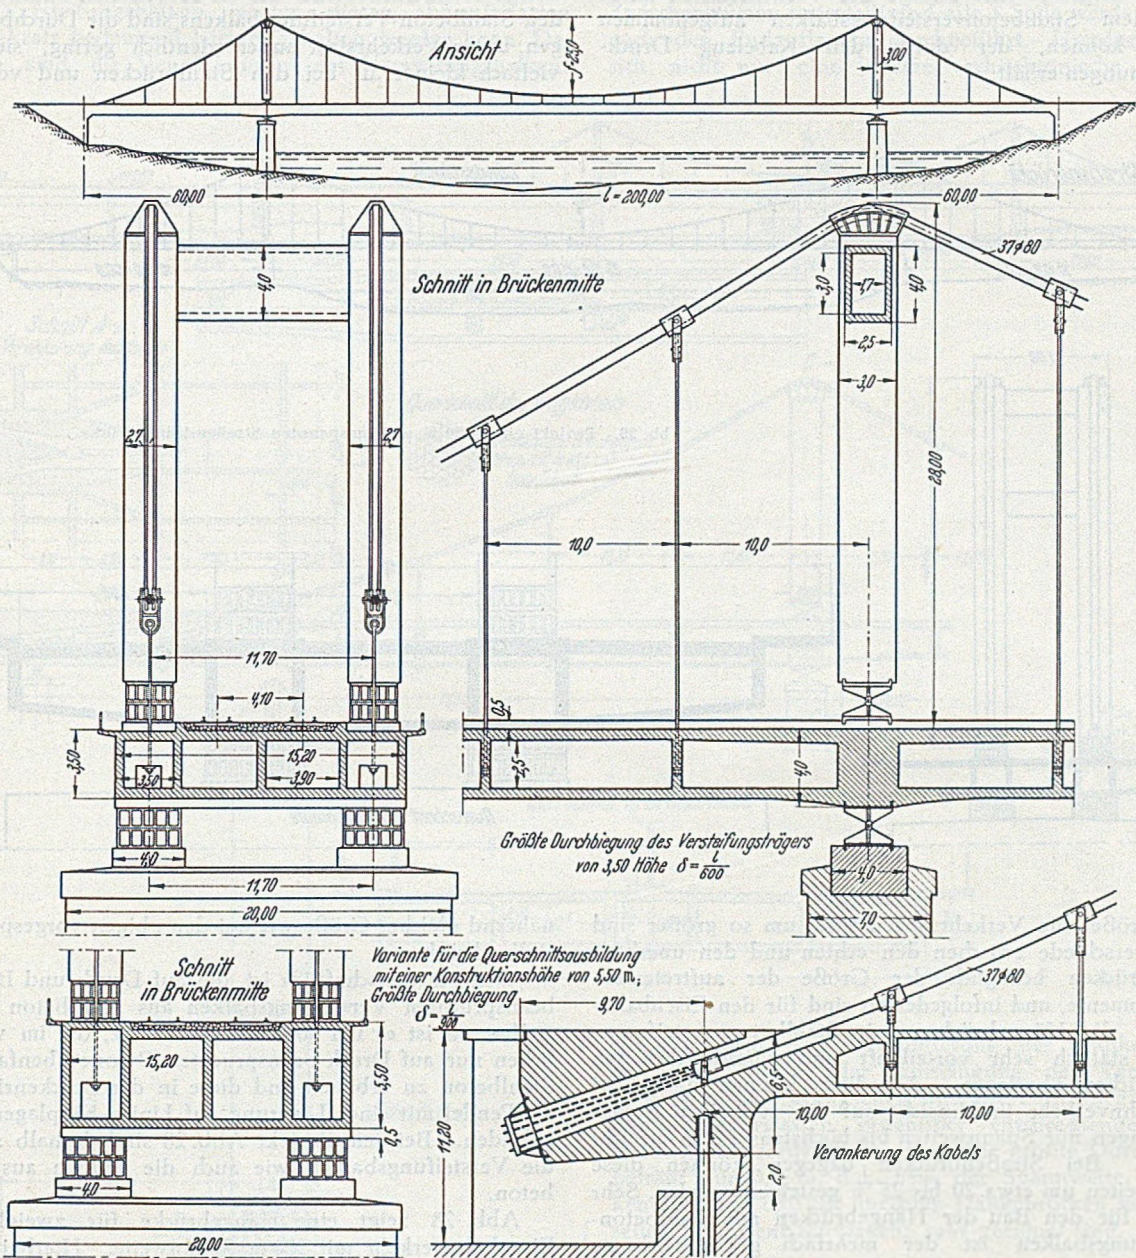 Ansicht
f=25,0
3,00
60,00
l = 200,00
60,00
4,0
Schnitt in Brückenmitte
37ϕ80
3,0
1,7
4,0
2,5
3,0
2,7
2,7
28,00
10,0
10,0
11,70
4,10
0,5
3,50
15,20
3,50
3,90
2,5
4,0
Größte Durchbiegung des Versteifungsträgers
von 3,50 Höhe δ = l/600
4,0
11,70
20,00
4,0
7,0
Schnitt
in Brückenmitte
Variante für die Querschnittsausbildung
mit einer Konstruktionshöhe von 5,50 m,
Größte Durchbiegung
δ = l/900
9,70
37ϕ80
15,20
5,50
0,5
11,20
6,5
10,00
10,00
Verankerung des Kabels
4,0
2,0
20,00